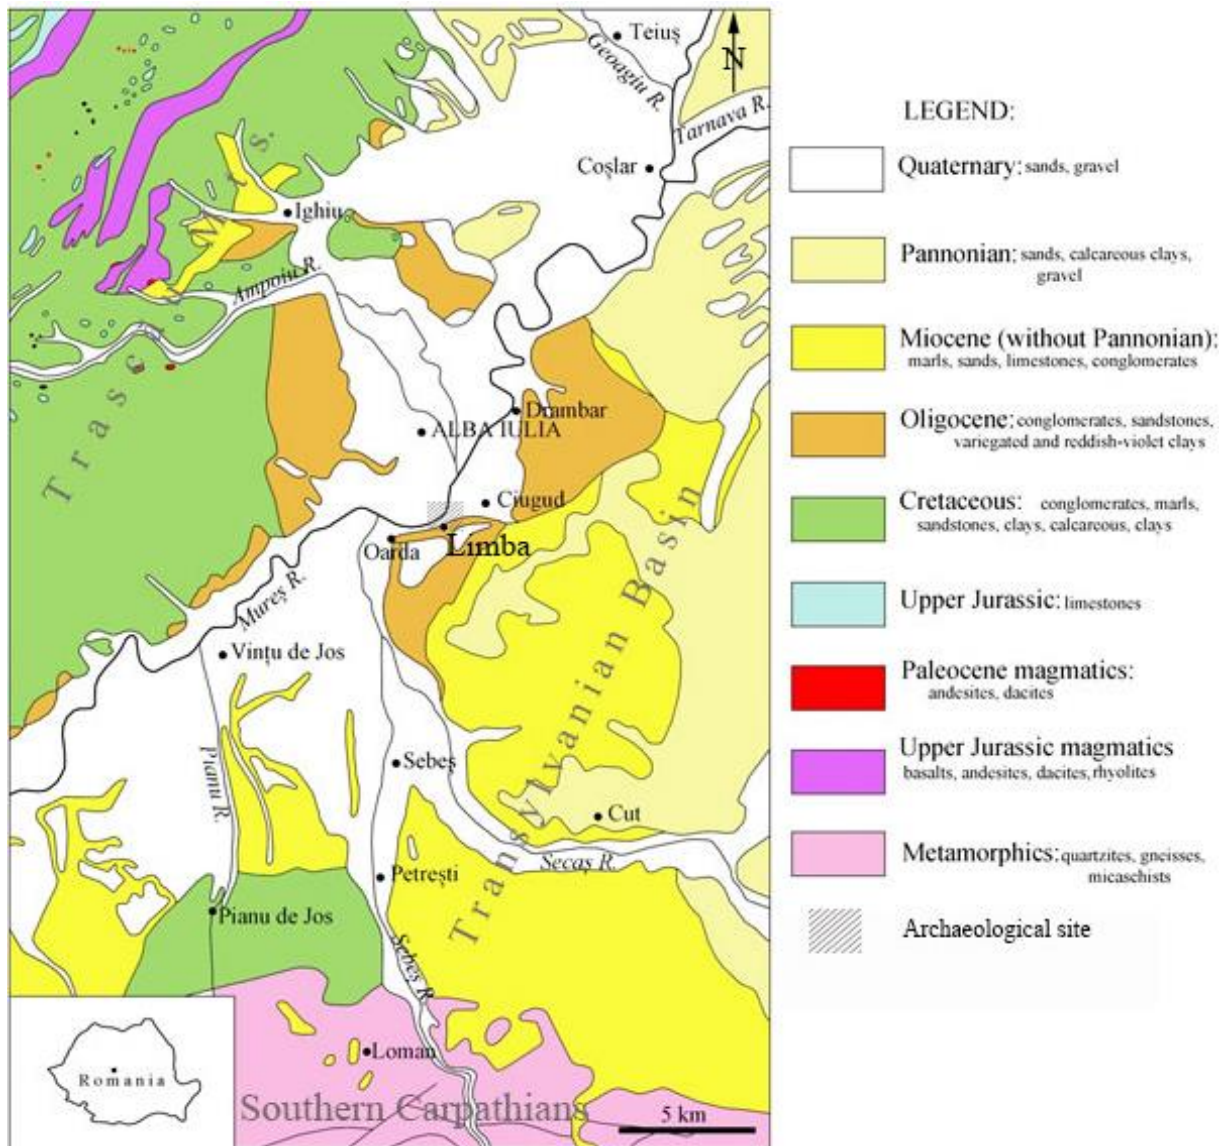 Teiuș
N
Geoagiu R.
Tarnava R.
Coșlar
Ighiu
Ampoiu R.
Tras
s.
Drambar
ALBA IULIA
Ciugud
Limba
Oarda
Mureș R.
Vințu de Jos
Pianu R.
Sebeș
Transylvanian Basin
Cut
Secaș R.
Petrești
Pianu de Jos
Sebeș R.
Loman
Southern Carpathians
5 km
Romania
LEGEND:
Quaternary: sands, gravel
Pannonian: sands, calcareous clays,
gravel
Miocene (without Pannonian):
marls, sands, limestones, conglomerates
Oligocene: conglomerates, sandstones,
variegated and reddish-violet clays
Cretaceous: conglomerates, marls,
sandstones, clays, calcareous, clays
Upper Jurassic: limestones
Paleocene magmatics:
andesites, dacites
Upper Jurassic magmatics
basalts, andesites, dacites, rhyolites
Metamorphics: quartzites, gneisses,
micaschists
Archaeological site